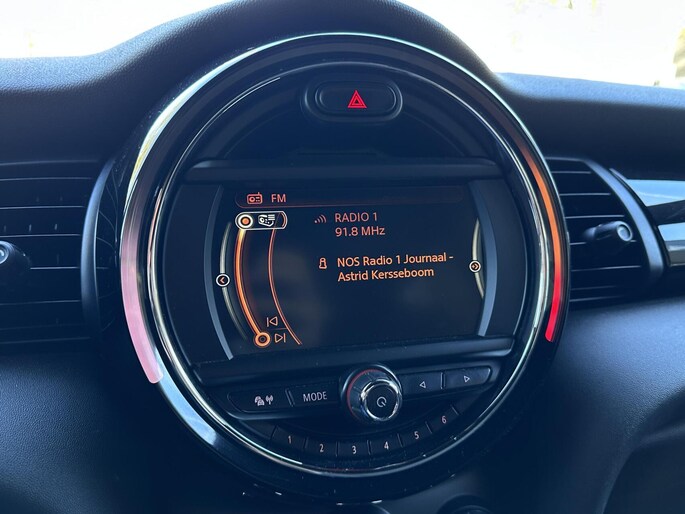 FM
RADIO 1
91.8 MHz
NOS Radio 1 Journaal -
Astrid Kersseboom
MODE
1 2 3 4 5 6